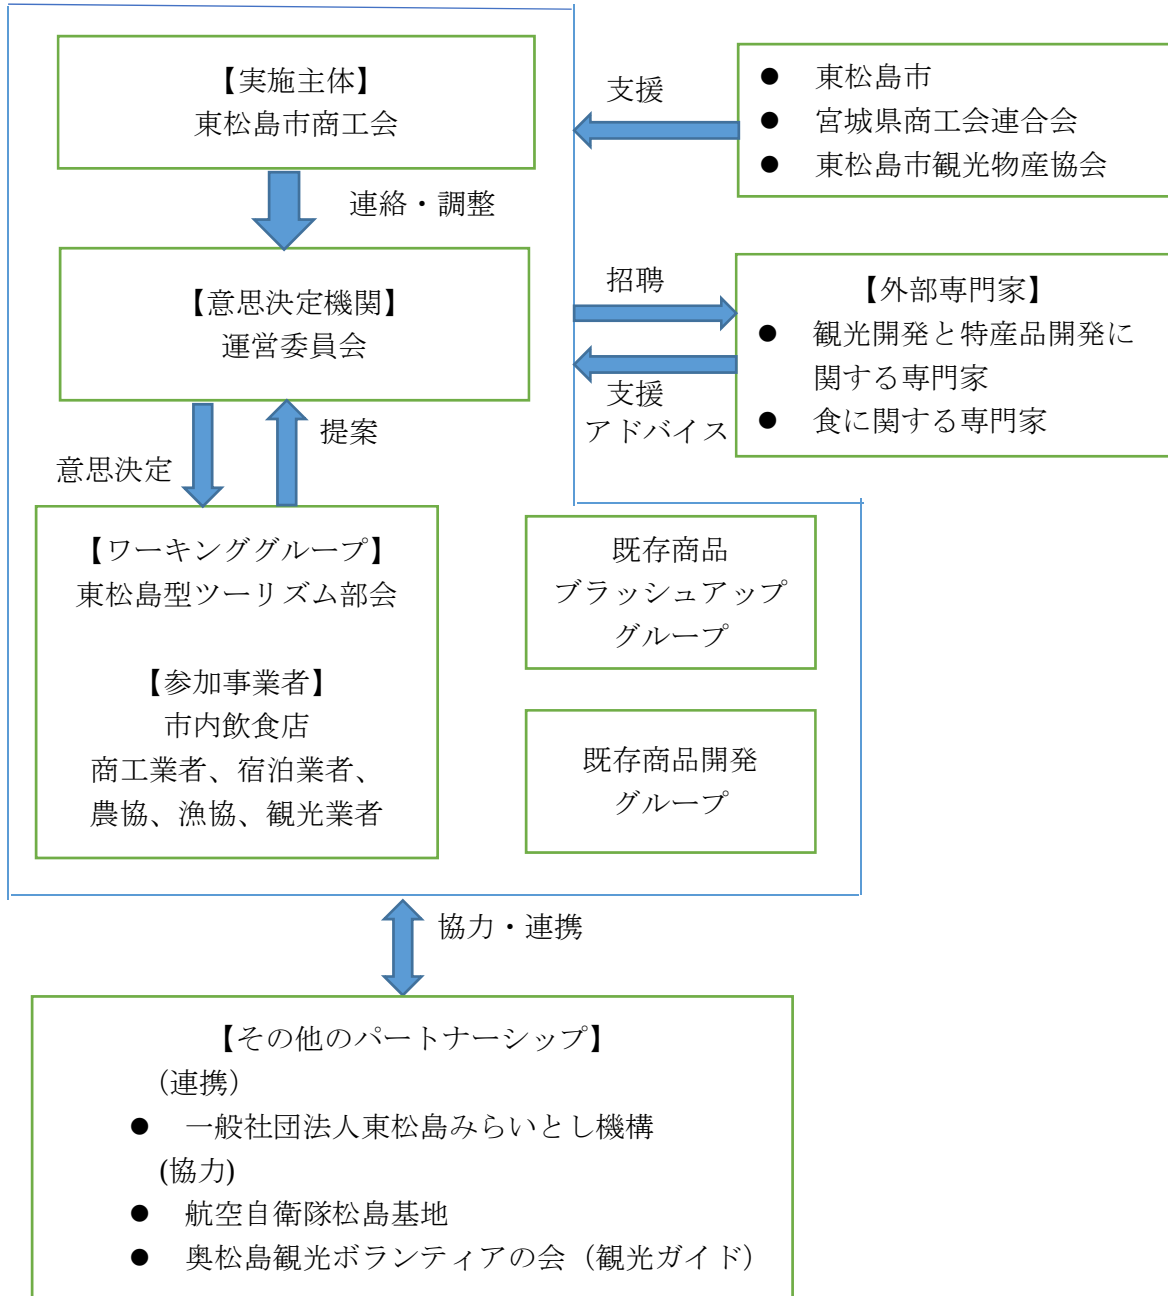 【実施主体】
東松島市商工会
支援
● 東松島市
● 宮城県商工会連合会
● 東松島市観光物産協会
連絡・調整
【意思決定機関】
運営委員会
招聘
支援
アドバイス
【外部専門家】
● 観光開発と特産品開発に
関する専門家
● 食に関する専門家
提案
意思決定
【ワーキンググループ】
東松島型ツーリズム部会
【参加事業者】
市内飲食店
商工業者、宿泊業者、
農協、漁協、観光業者
既存商品
ブラッシュアップ
グループ
既存商品開発
グループ
協力・連携
【その他のパートナーシップ】
（連携）
● 一般社団法人東松島みらいとし機構
(協力)
● 航空自衛隊松島基地
● 奥松島観光ボランティアの会（観光ガイド）